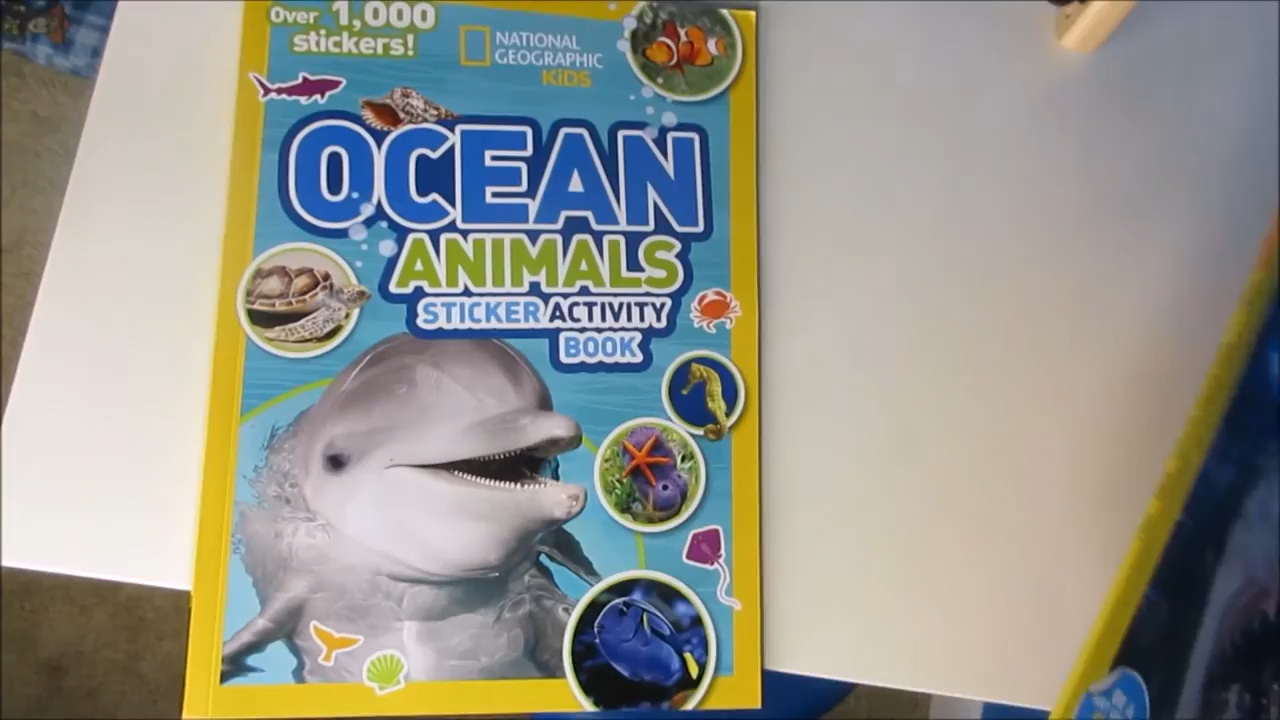 Over 1,000
stickers!
NATIONAL
GEOGRAPHIC
KiDS
OCEAN
ANIMALS
STICKER ACTIVITY
BOOK